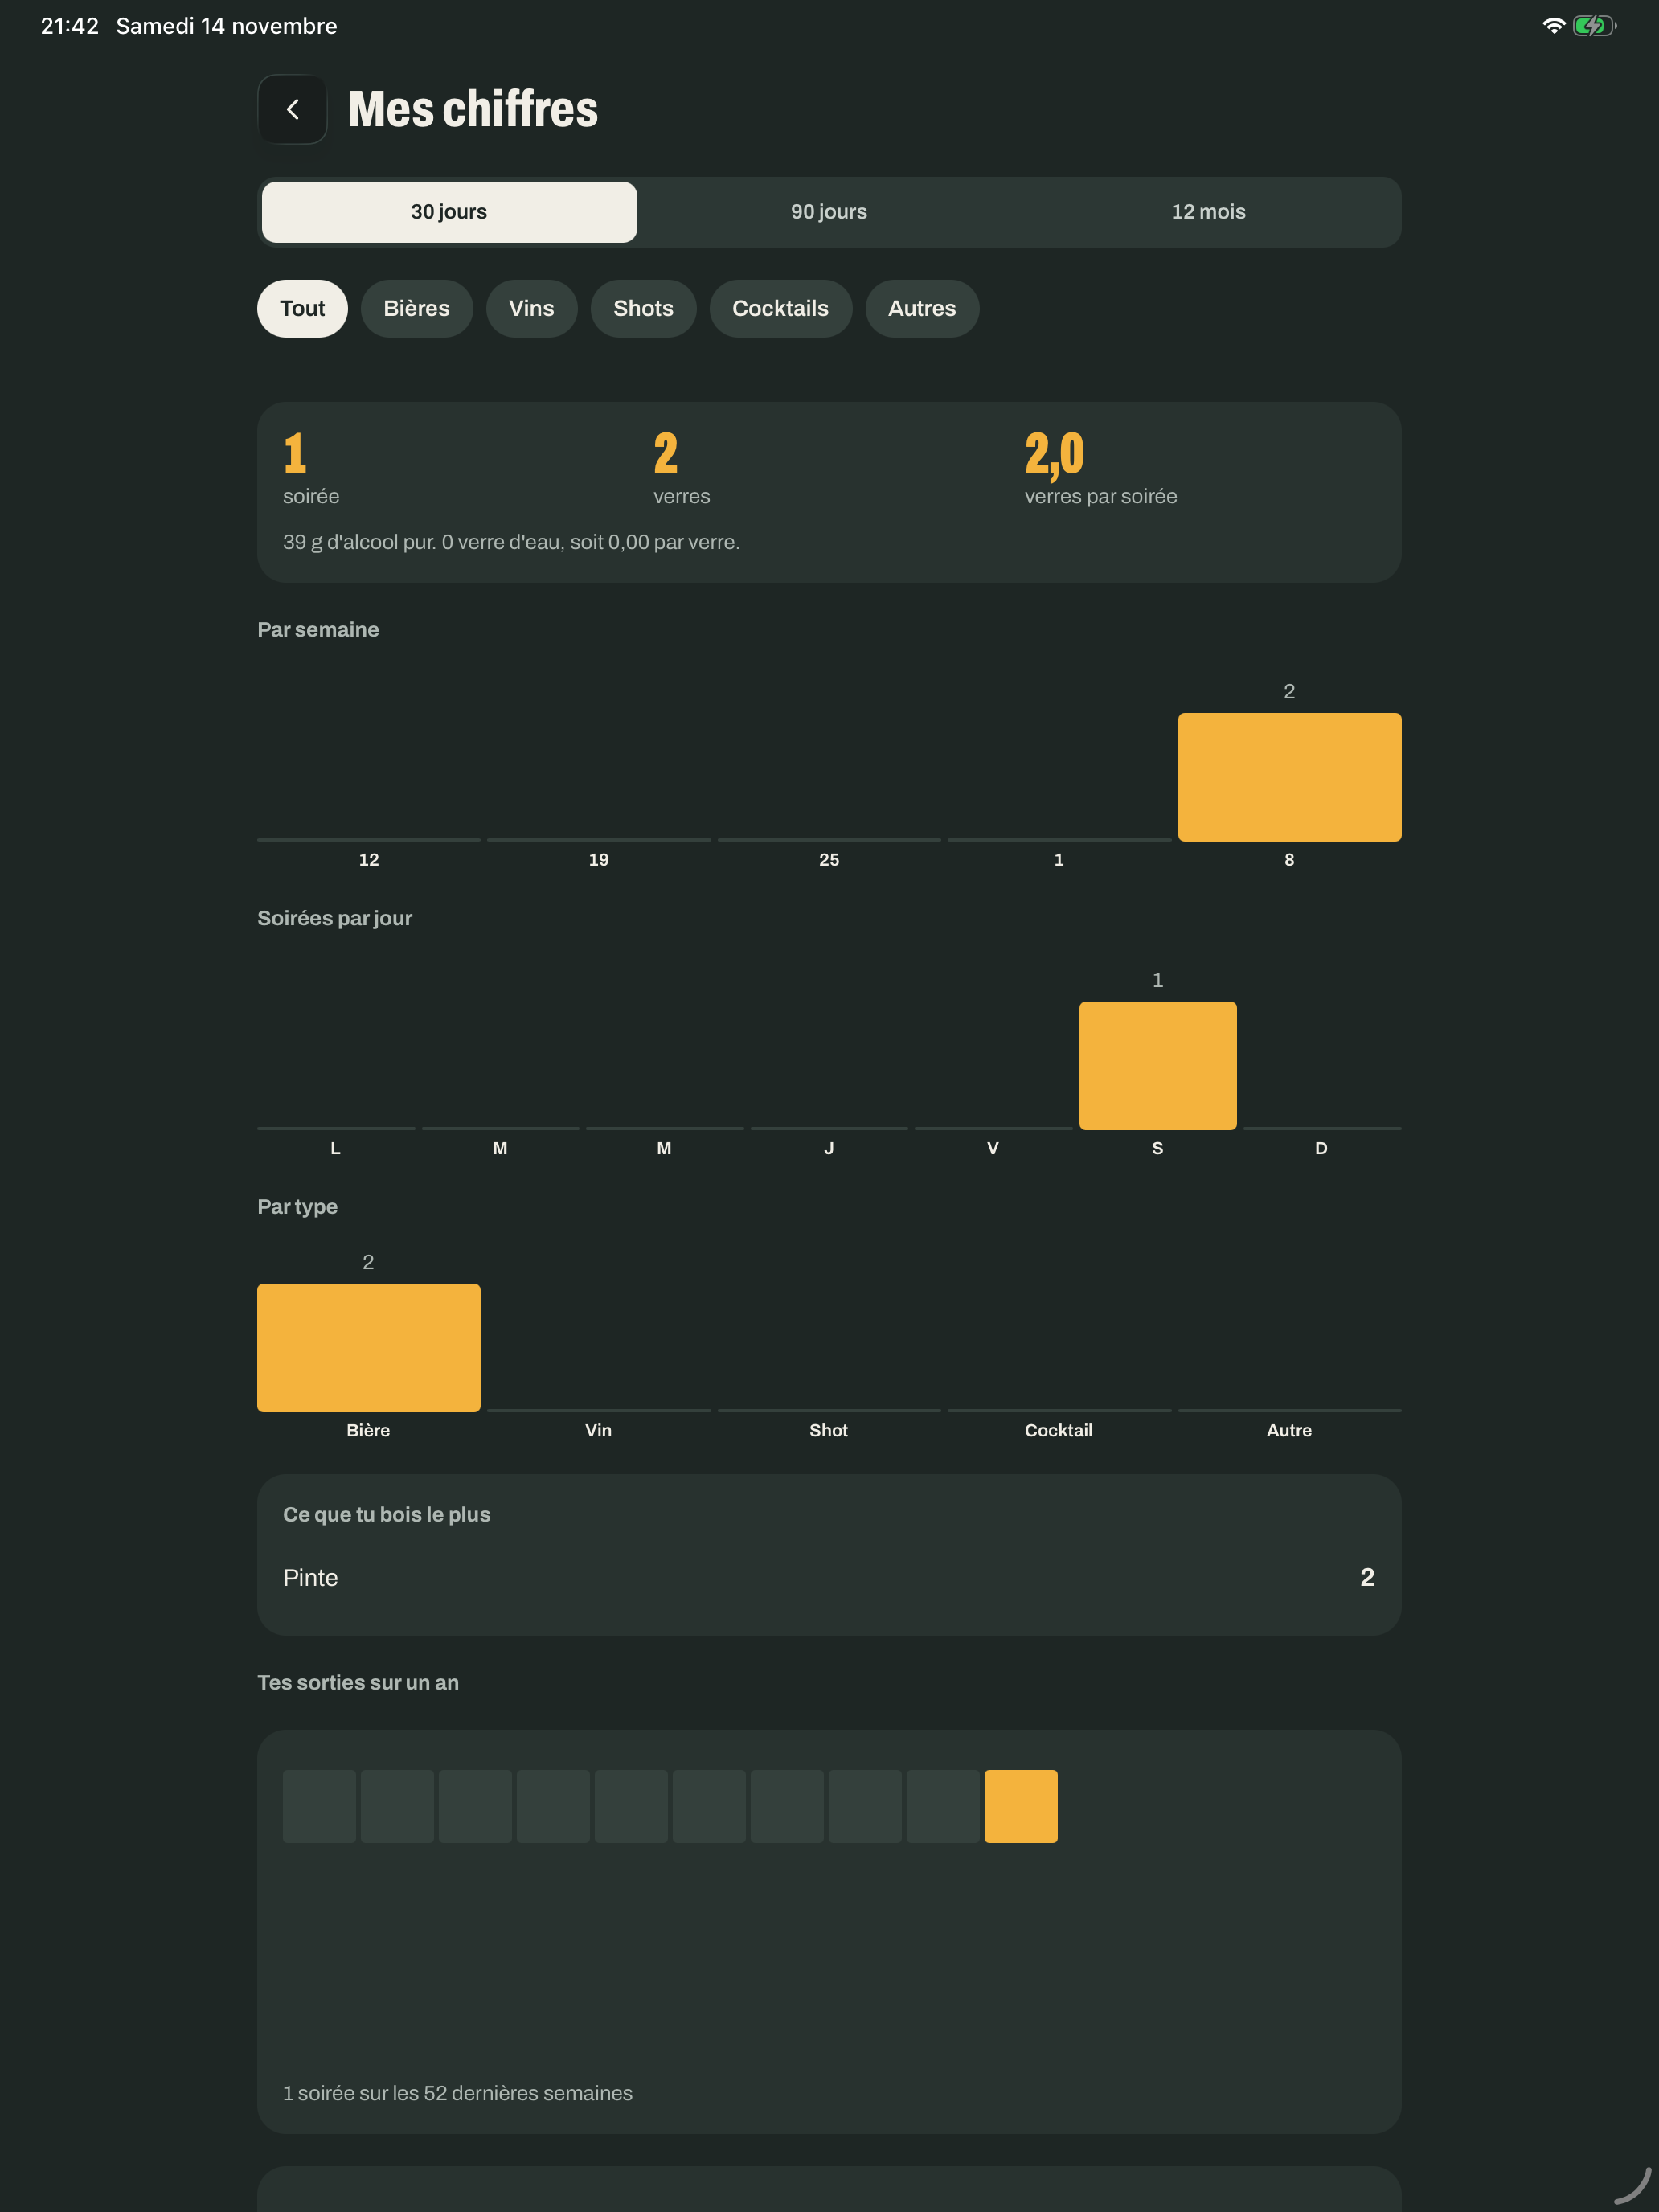 21:42 Samedi 14 novembre
Mes chiffres
30 jours 90 jours 12 mois
Tout Bières Vins Shots Cocktails Autres
1 2 2,0
soirée verres verres par soirée
39 g d'alcool pur. 0 verre d'eau, soit 0,00 par verre.
Par semaine
2
12 19 25 1 8
Soirées par jour
1
L M M J V S D
Par type
2
Bière Vin Shot Cocktail Autre
Ce que tu bois le plus
Pinte 2
Tes sorties sur un an
1 soirée sur les 52 dernières semaines